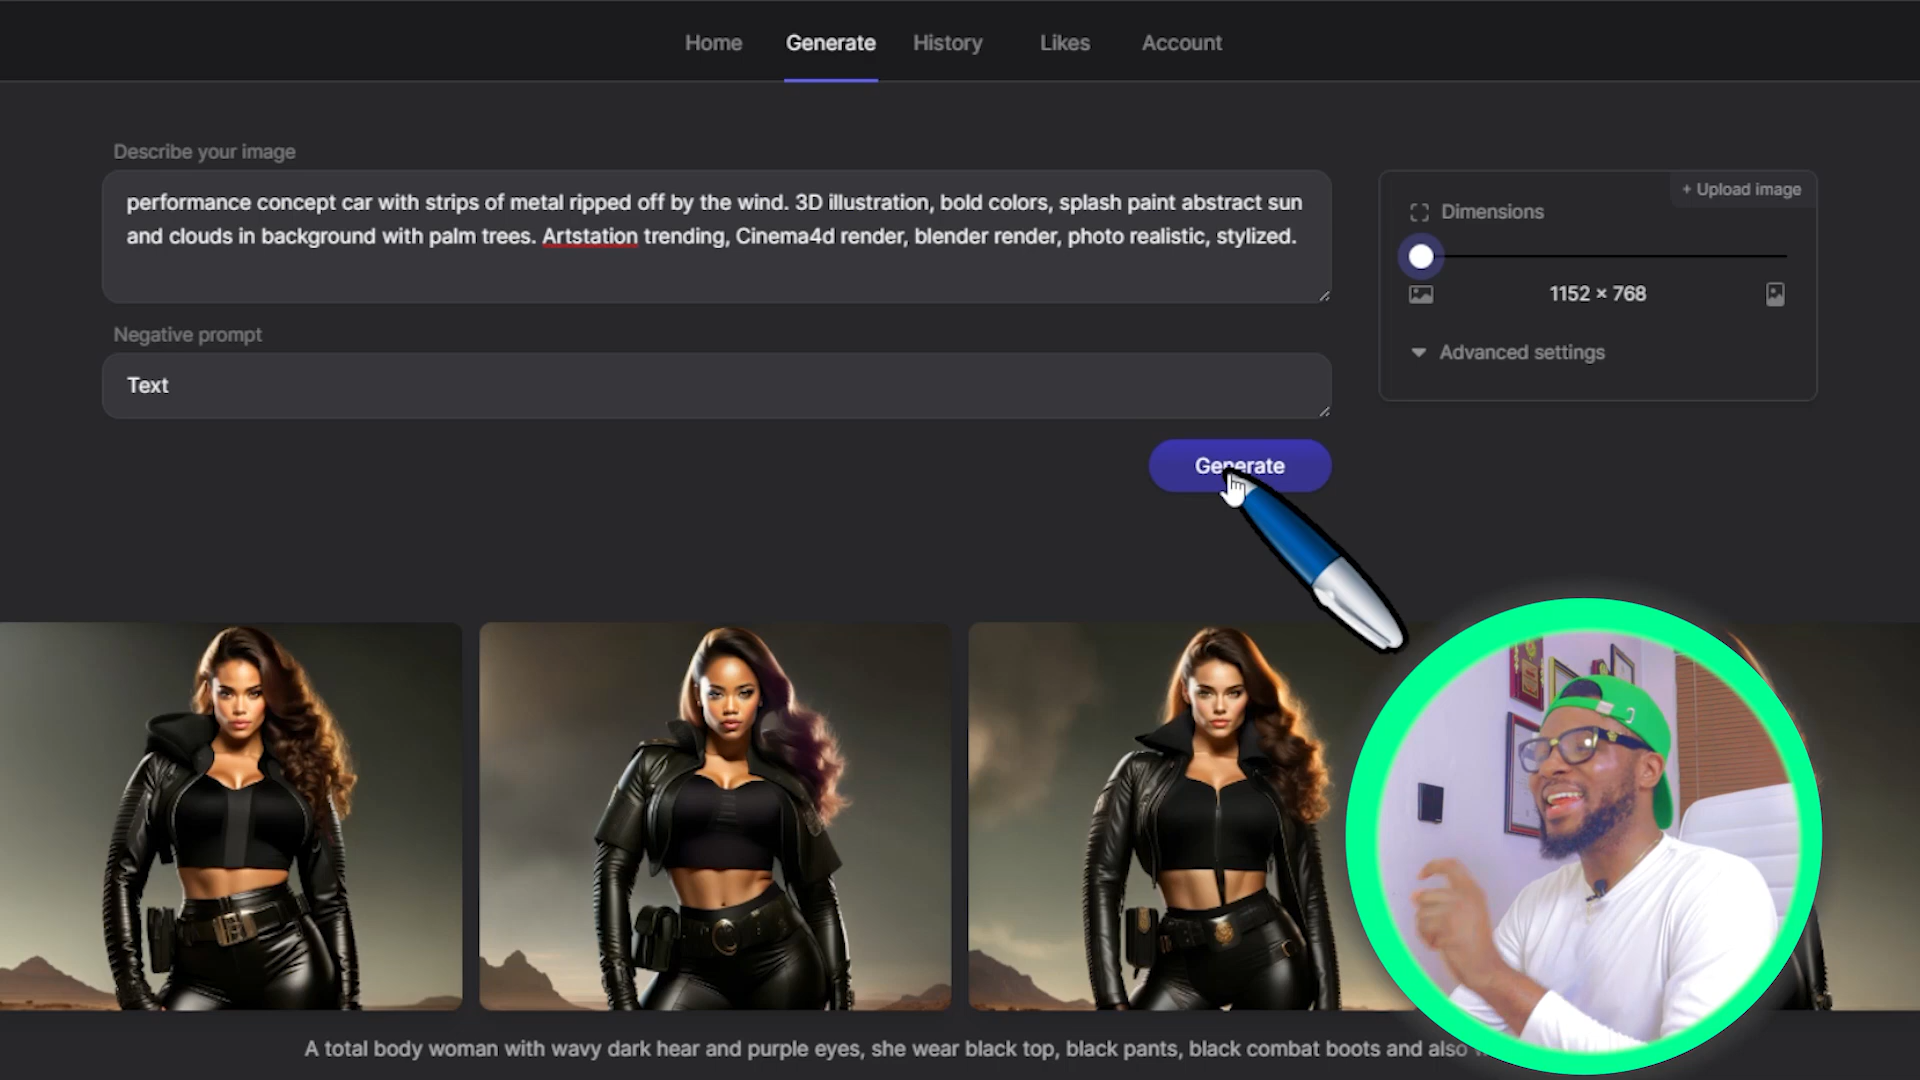 Home Generate History Likes Account
Describe your image
performance concept car with strips of metal ripped off by the wind. 3D illustration, bold colors, splash paint abstract sun
and clouds in background with palm trees. Artstation trending, Cinema4d render, blender render, photo realistic, stylized.
+ Upload image
Dimensions
1152 × 768
Advanced settings
Negative prompt
Text
Generate
A total body woman with wavy dark hear and purple eyes, she wear black top, black pants, black combat boots and also